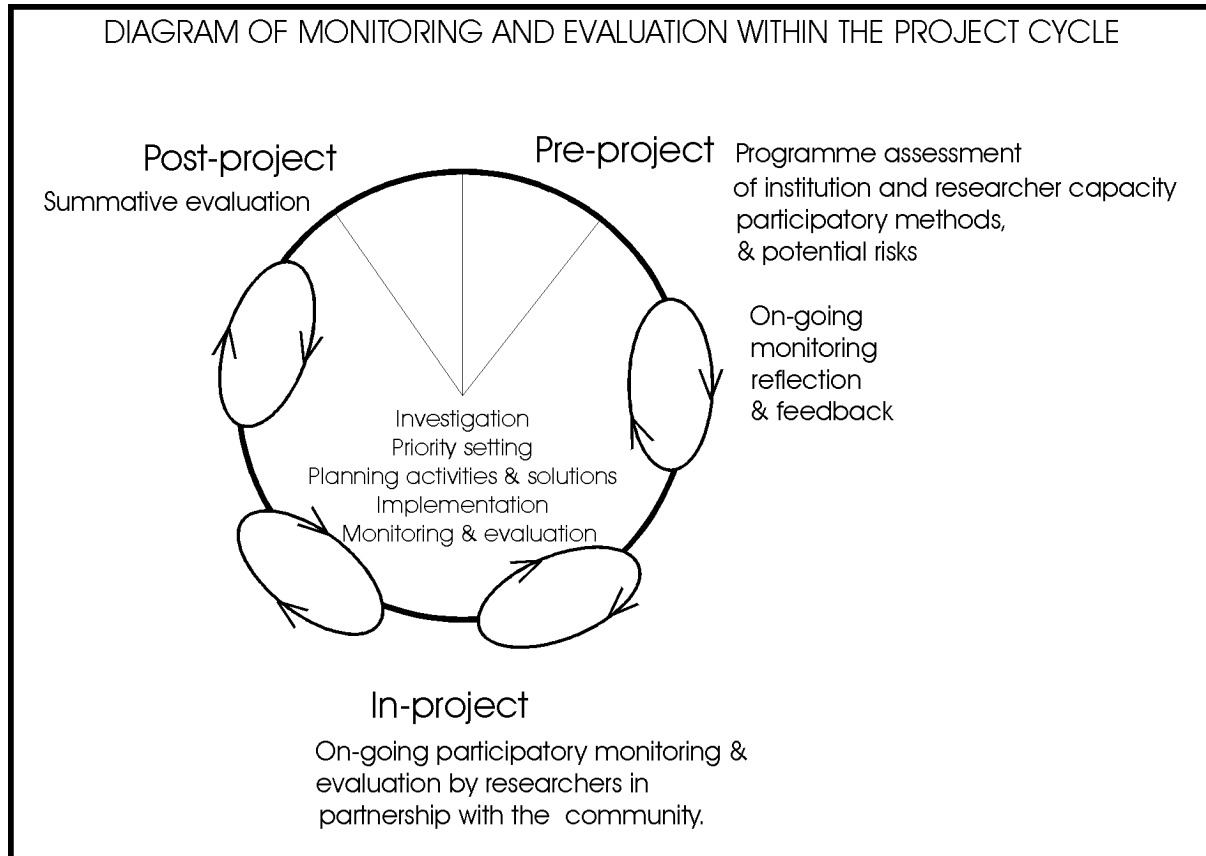 DIAGRAM OF MONITORING AND EVALUATION WITHIN THE PROJECT CYCLE
Post-project
Summative evaluation
Pre-project
Programme assessment
of institution and researcher capacity
participatory methods,
& potential risks
On-going
monitoring
reflection
& feedback
Investigation
Priority setting
Planning activities & solutions
Implementation
Monitoring & evaluation
In-project
On-going participatory monitoring &
evaluation by researchers in
partnership with the community.